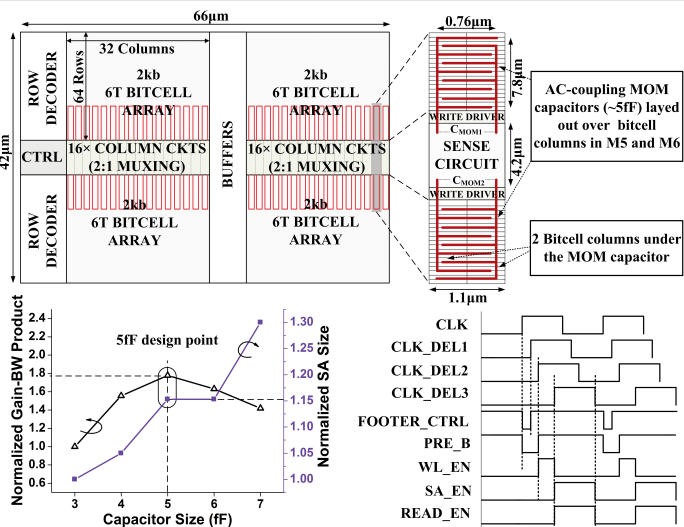 66μm
0.76μm
32 Columns
64 Rows
ROW DECODER
2kb
6T BITCELL
ARRAY
2kb
6T BITCELL
ARRAY
7.8μm
AC-coupling MOM
capacitors (~5fF) layed
out over bitcell
columns in M5 and M6
42μm
CTRL
16× COLUMN CKTS
(2:1 MUXING)
BUFFERS
16× COLUMN CKTS
(2:1 MUXING)
WRITE DRIVER
CMOM1
SENSE
CIRCUIT
CMOM2
WRITE DRIVER
4.2μm
ROW DECODER
2kb
6T BITCELL
ARRAY
2kb
6T BITCELL
ARRAY
2 Bitcell columns under
the MOM capacitor
1.1μm
Normalized Gain-BW Product
2.4
2.2
2.0
1.8
1.6
1.4
1.2
1.0
0.8
0.6
5fF design point
1.30
1.25
1.20
1.15
1.10
1.05
1.00
Normalized SA Size
3 4 5 6 7
Capacitor Size (fF)
CLK
CLK_DEL1
CLK_DEL2
CLK_DEL3
FOOTER_CTRL
PRE_B
WL_EN
SA_EN
READ_EN